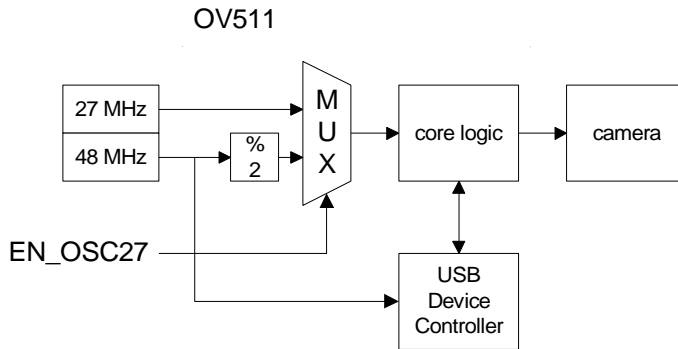 OV511
27 MHz
48 MHz
%
2
M
U
X
core logic
camera
EN_OSC27
USB
Device
Controller